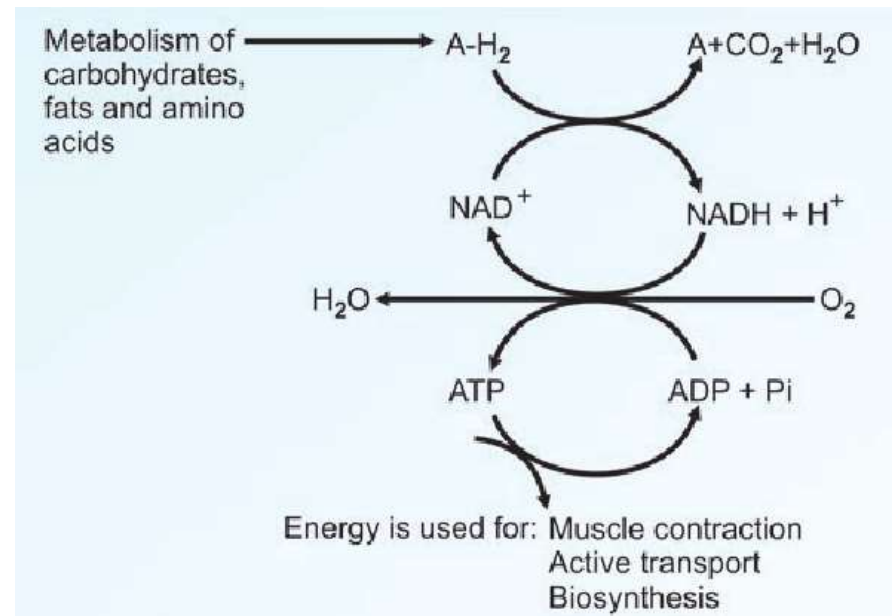 Metabolism of
carbohydrates,
fats and amino
acids
A-H₂
A+CO₂+H₂O
NAD⁺
NADH + H⁺
H₂O
O₂
ATP
ADP + Pi
Energy is used for: Muscle contraction
Active transport
Biosynthesis